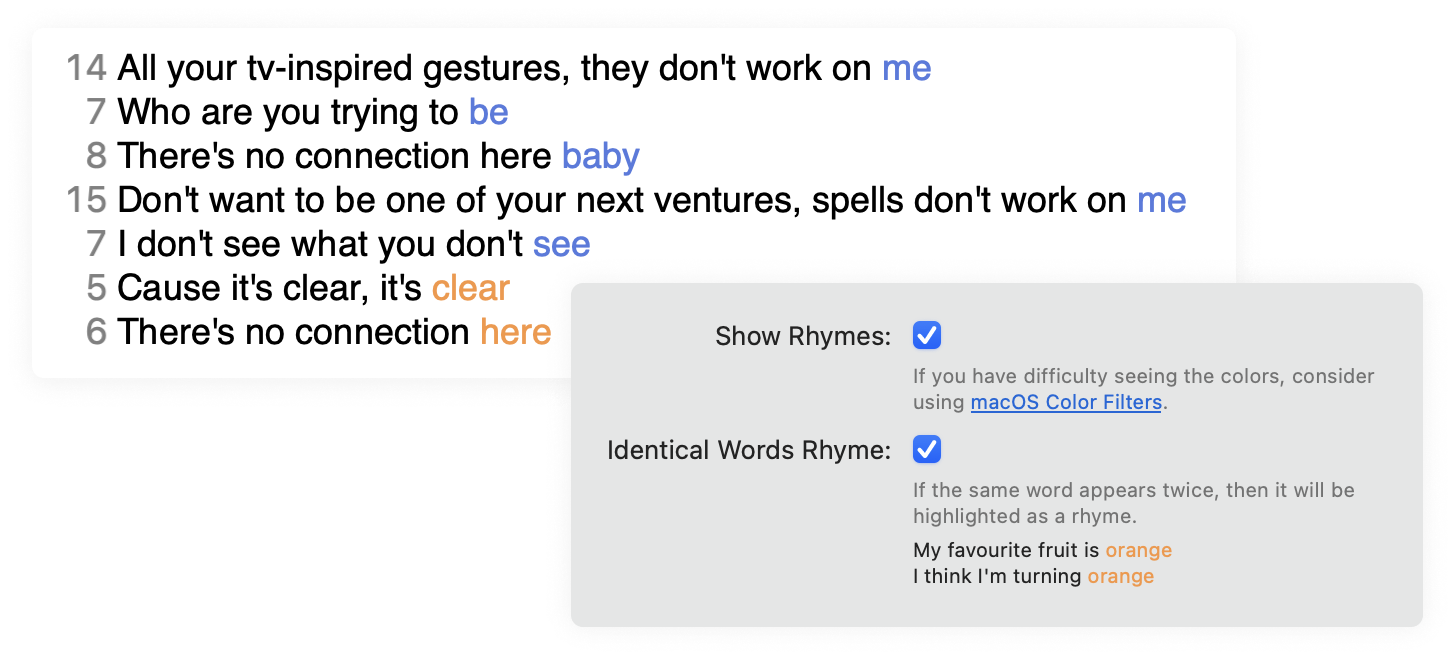 14 All your tv-inspired gestures, they don't work on me
7 Who are you trying to be
8 There's no connection here baby
15 Don't want to be one of your next ventures, spells don't work on me
7 I don't see what you don't see
5 Cause it's clear, it's clear
6 There's no connection here
Show Rhymes:
If you have difficulty seeing the colors, consider
using macOS Color Filters.
Identical Words Rhyme:
If the same word appears twice, then it will be
highlighted as a rhyme.
My favourite fruit is orange
I think I'm turning orange